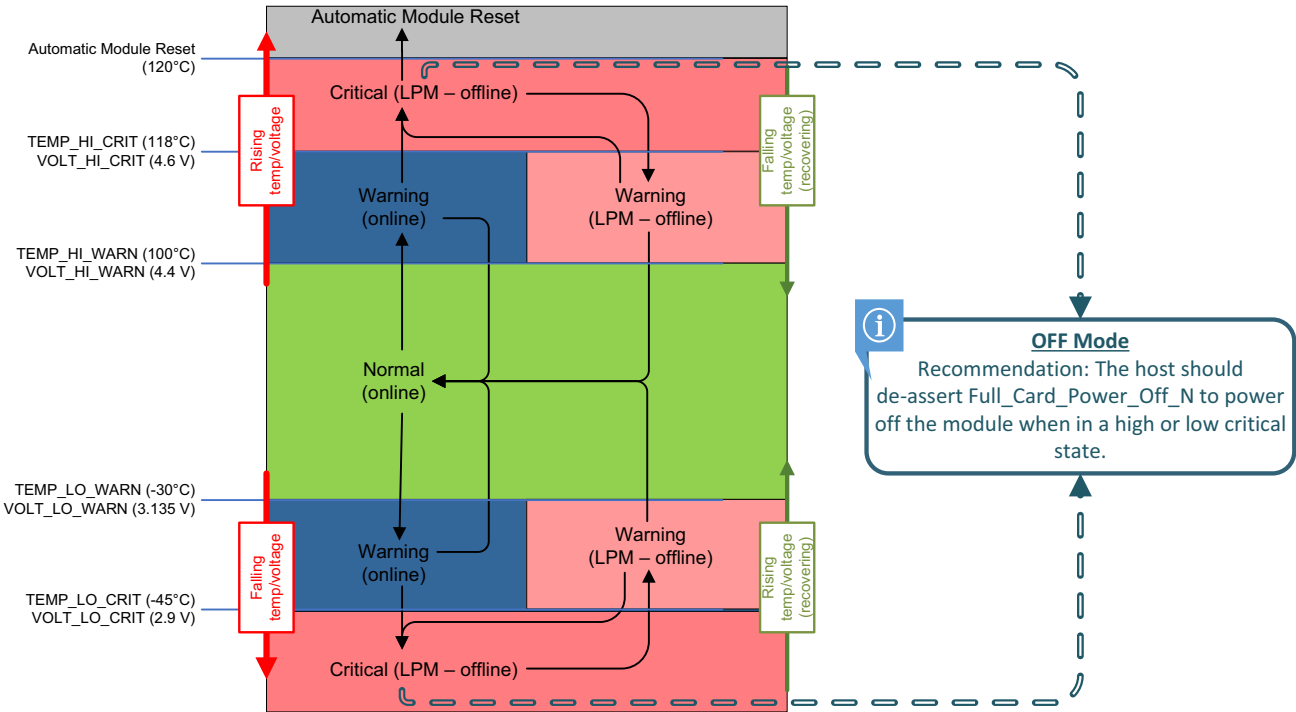 Automatic Module Reset
Automatic Module Reset
(120°C)
Critical (LPM – offline)
TEMP_HI_CRIT (118°C)
VOLT_HI_CRIT (4.6 V)
Rising
temp/voltage
Falling
temp/voltage
(recovering)
Warning
(online)
Warning
(LPM – offline)
TEMP_HI_WARN (100°C)
VOLT_HI_WARN (4.4 V)
Normal
(online)
OFF Mode
Recommendation: The host should
de-assert Full_Card_Power_Off_N to power
off the module when in a high or low critical
state.
TEMP_LO_WARN (-30°C)
VOLT_LO_WARN (3.135 V)
Falling
temp/voltage
Rising
temp/voltage
(recovering)
Warning
(online)
Warning
(LPM – offline)
TEMP_LO_CRIT (-45°C)
VOLT_LO_CRIT (2.9 V)
Critical (LPM – offline)